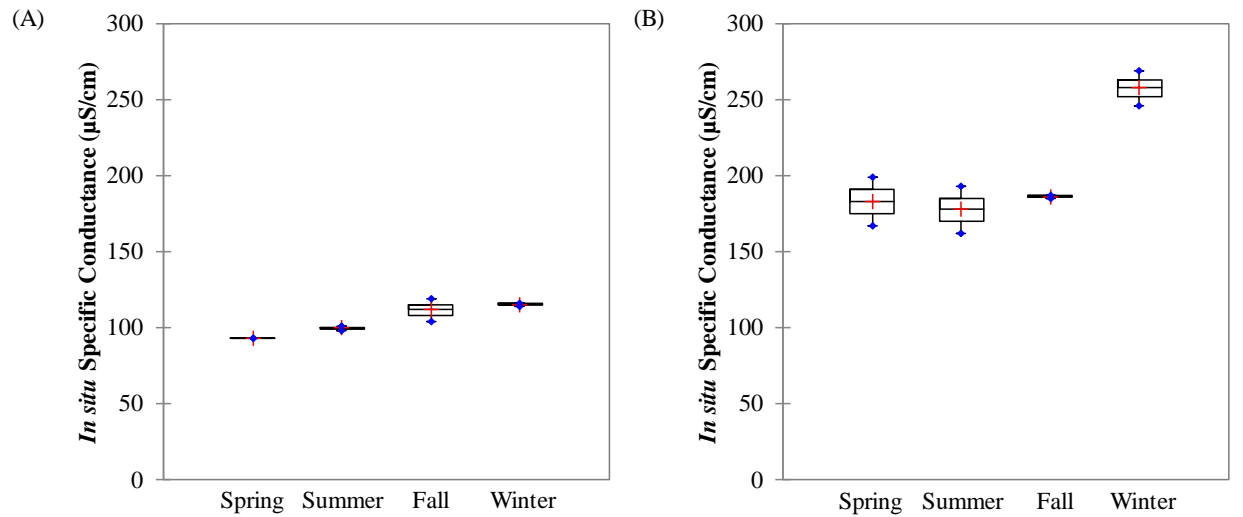 (A)
In situ Specific Conductance (µS/cm)
300
250
200
150
100
50
0
Spring Summer Fall Winter
(B)
In situ Specific Conductance (µS/cm)
300
250
200
150
100
50
0
Spring Summer Fall Winter